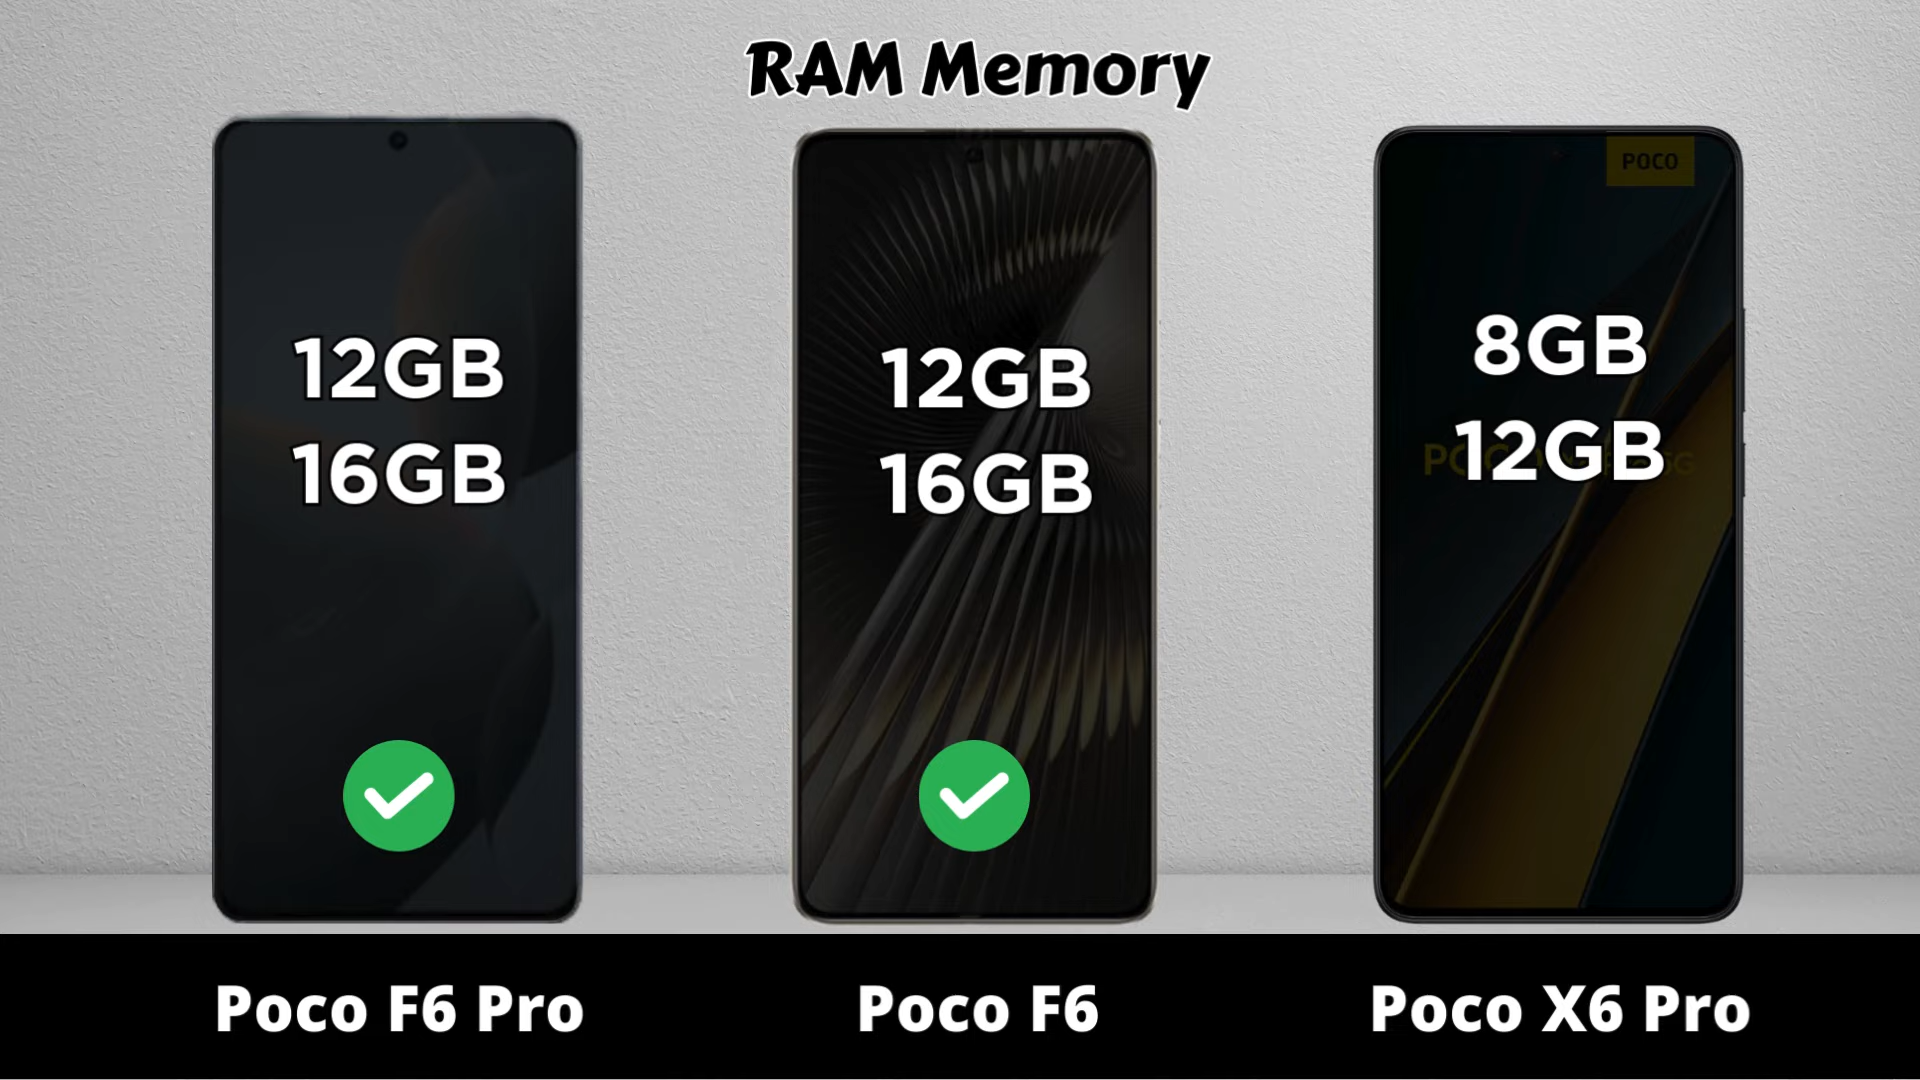 RAM Memory
POCO
12GB
16GB
12GB
16GB
8GB
12GB
Poco F6 Pro
Poco F6
Poco X6 Pro